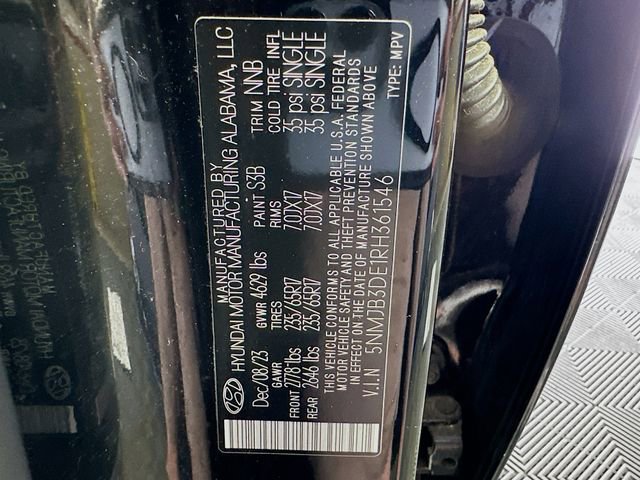 MANUFACTURED BY
HYUNDAI MOTOR MANUFACTURING ALABAMA, LLC
Dec/08/23 GVWR 4629 lbs PAINT S3B TRIM NNB
GAWR TIRES RIMS COLD TIRE INFL
FRONT 2778 lbs 235/65R17 7.0JX17 35 psi SINGLE
REAR 2646 lbs 235/65R17 7.0JX17 35 psi SINGLE
THIS VEHICLE CONFORMS TO ALL APPLICABLE U.S.A. FEDERAL
MOTOR VEHICLE SAFETY AND THEFT PREVENTION STANDARDS
IN EFFECT ON THE DATE OF MANUFACTURE SHOWN ABOVE
V.I.N 5NMJB3DE1RH361546 TYPE: MPV